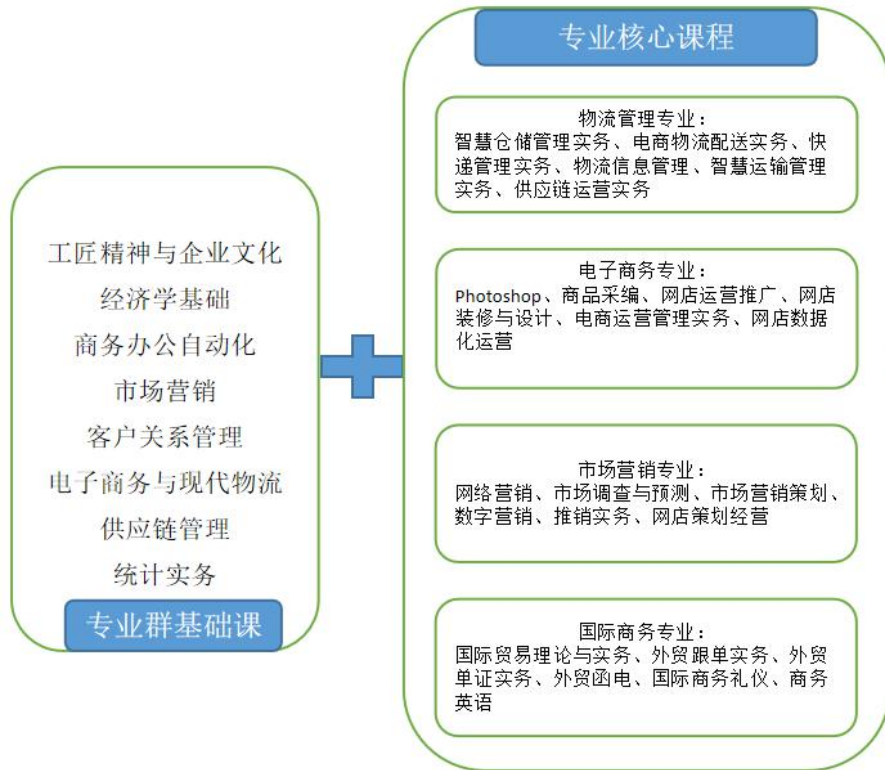 工匠精神与企业文化
经济学基础
商务办公自动化
市场营销
客户关系管理
电子商务与现代物流
供应链管理
统计实务
专业群基础课
专业核心课程
物流管理专业：
智慧仓储管理实务、电商物流配送实务、快
递管理实务、物流信息管理、智慧运输管理
实务、供应链运营实务
电子商务专业：
Photoshop、商品采编、网店运营推广、网店
装修与设计、电商运营管理实务、网店数据
化运营
市场营销专业：
网络营销、市场调查与预测、市场营销策划、
数字营销、推销实务、网店策划经营
国际商务专业：
国际贸易理论与实务、外贸跟单实务、外贸
单证实务、外贸函电、国际商务礼仪、商务
英语